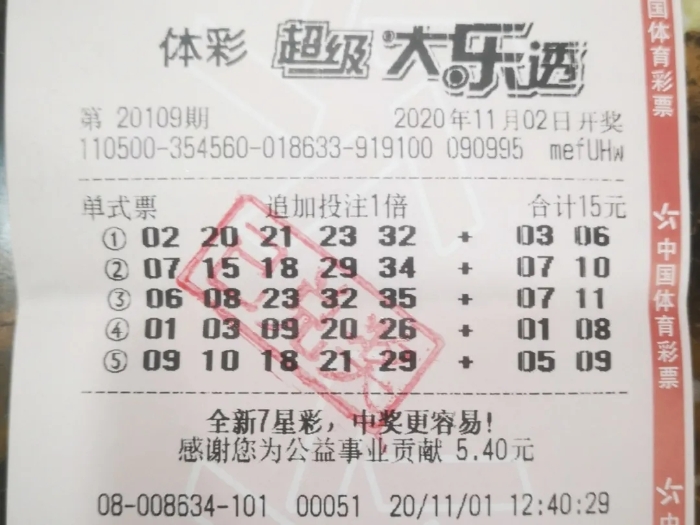 体彩 超级大乐透
第 20109期 2020年11月02日开奖
110500-354560-018633-919100 090995 mefUHw
单式票 追加投注1倍 合计15元
① 02 20 21 23 32 + 03 06
② 07 15 18 29 34 + 07 10
③ 06 08 23 32 35 + 07 11
④ 01 03 09 20 26 + 01 08
⑤ 09 10 18 21 29 + 05 09
已兑奖
全新7星彩，中奖更容易！
感谢您为公益事业贡献 5.40元
08-008634-101 00051 20/11/01 12:40:29
国体育彩票
中国体育彩票
中国